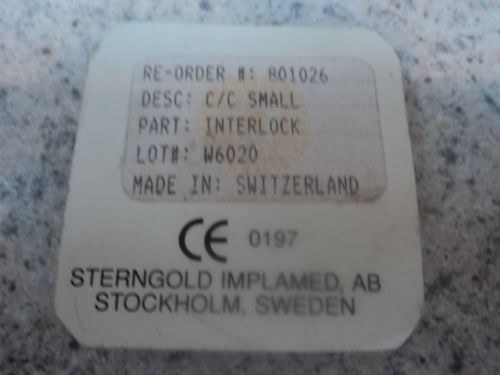 RE-ORDER #: 801026
DESC: C/C SMALL
PART: INTERLOCK
LOT#: W6020
MADE IN: SWITZERLAND
CE 0197
STERNGOLD IMPLAMED, AB
STOCKHOLM, SWEDEN